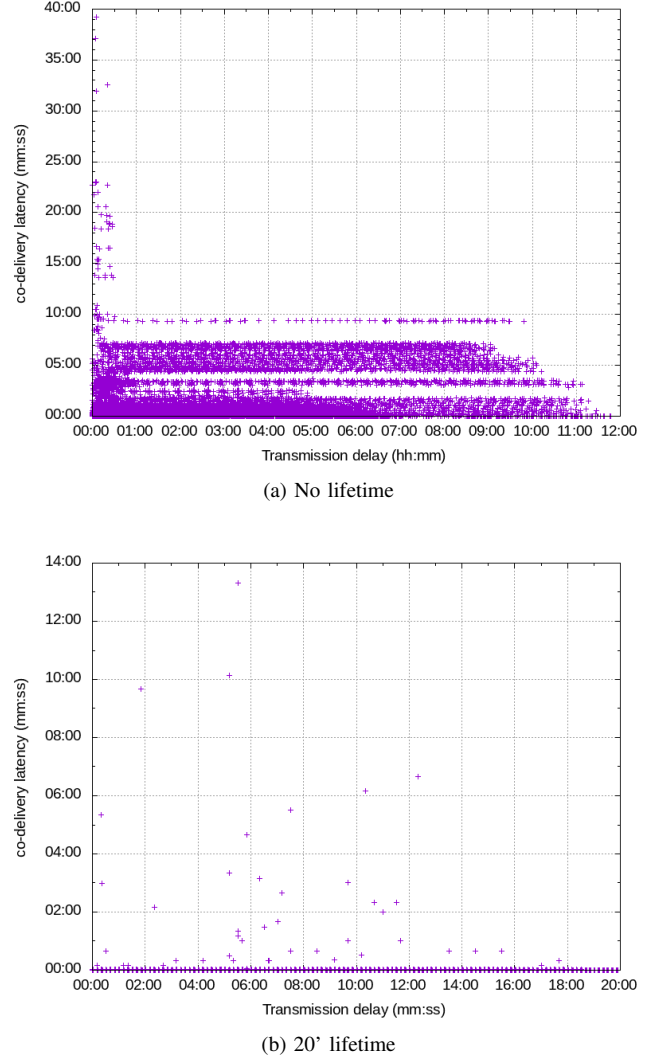 40:00
35:00
30:00
25:00
20:00
15:00
10:00
05:00
00:00
co-delivery latency (mm:ss)
00:00 01:00 02:00 03:00 04:00 05:00 06:00 07:00 08:00 09:00 10:00 11:00 12:00
Transmission delay (hh:mm)
(a) No lifetime
14:00
12:00
10:00
08:00
06:00
04:00
02:00
00:00
co-delivery latency (mm:ss)
00:00 02:00 04:00 06:00 08:00 10:00 12:00 14:00 16:00 18:00 20:00
Transmission delay (mm:ss)
(b) 20’ lifetime